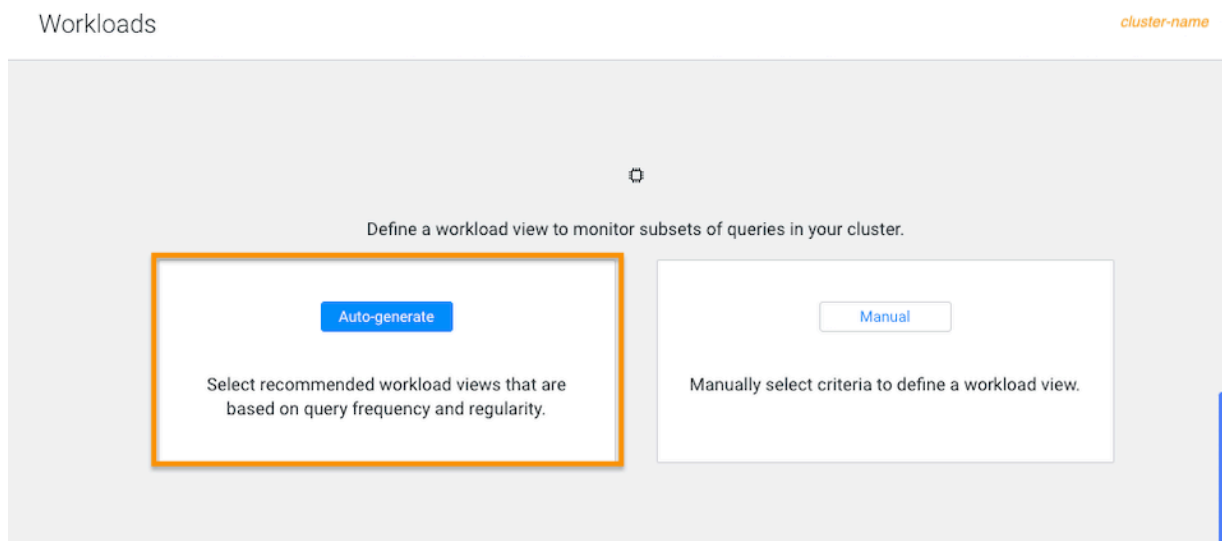 Workloads
cluster-name
Define a workload view to monitor subsets of queries in your cluster.
Auto-generate
Select recommended workload views that are
based on query frequency and regularity.
Manual
Manually select criteria to define a workload view.